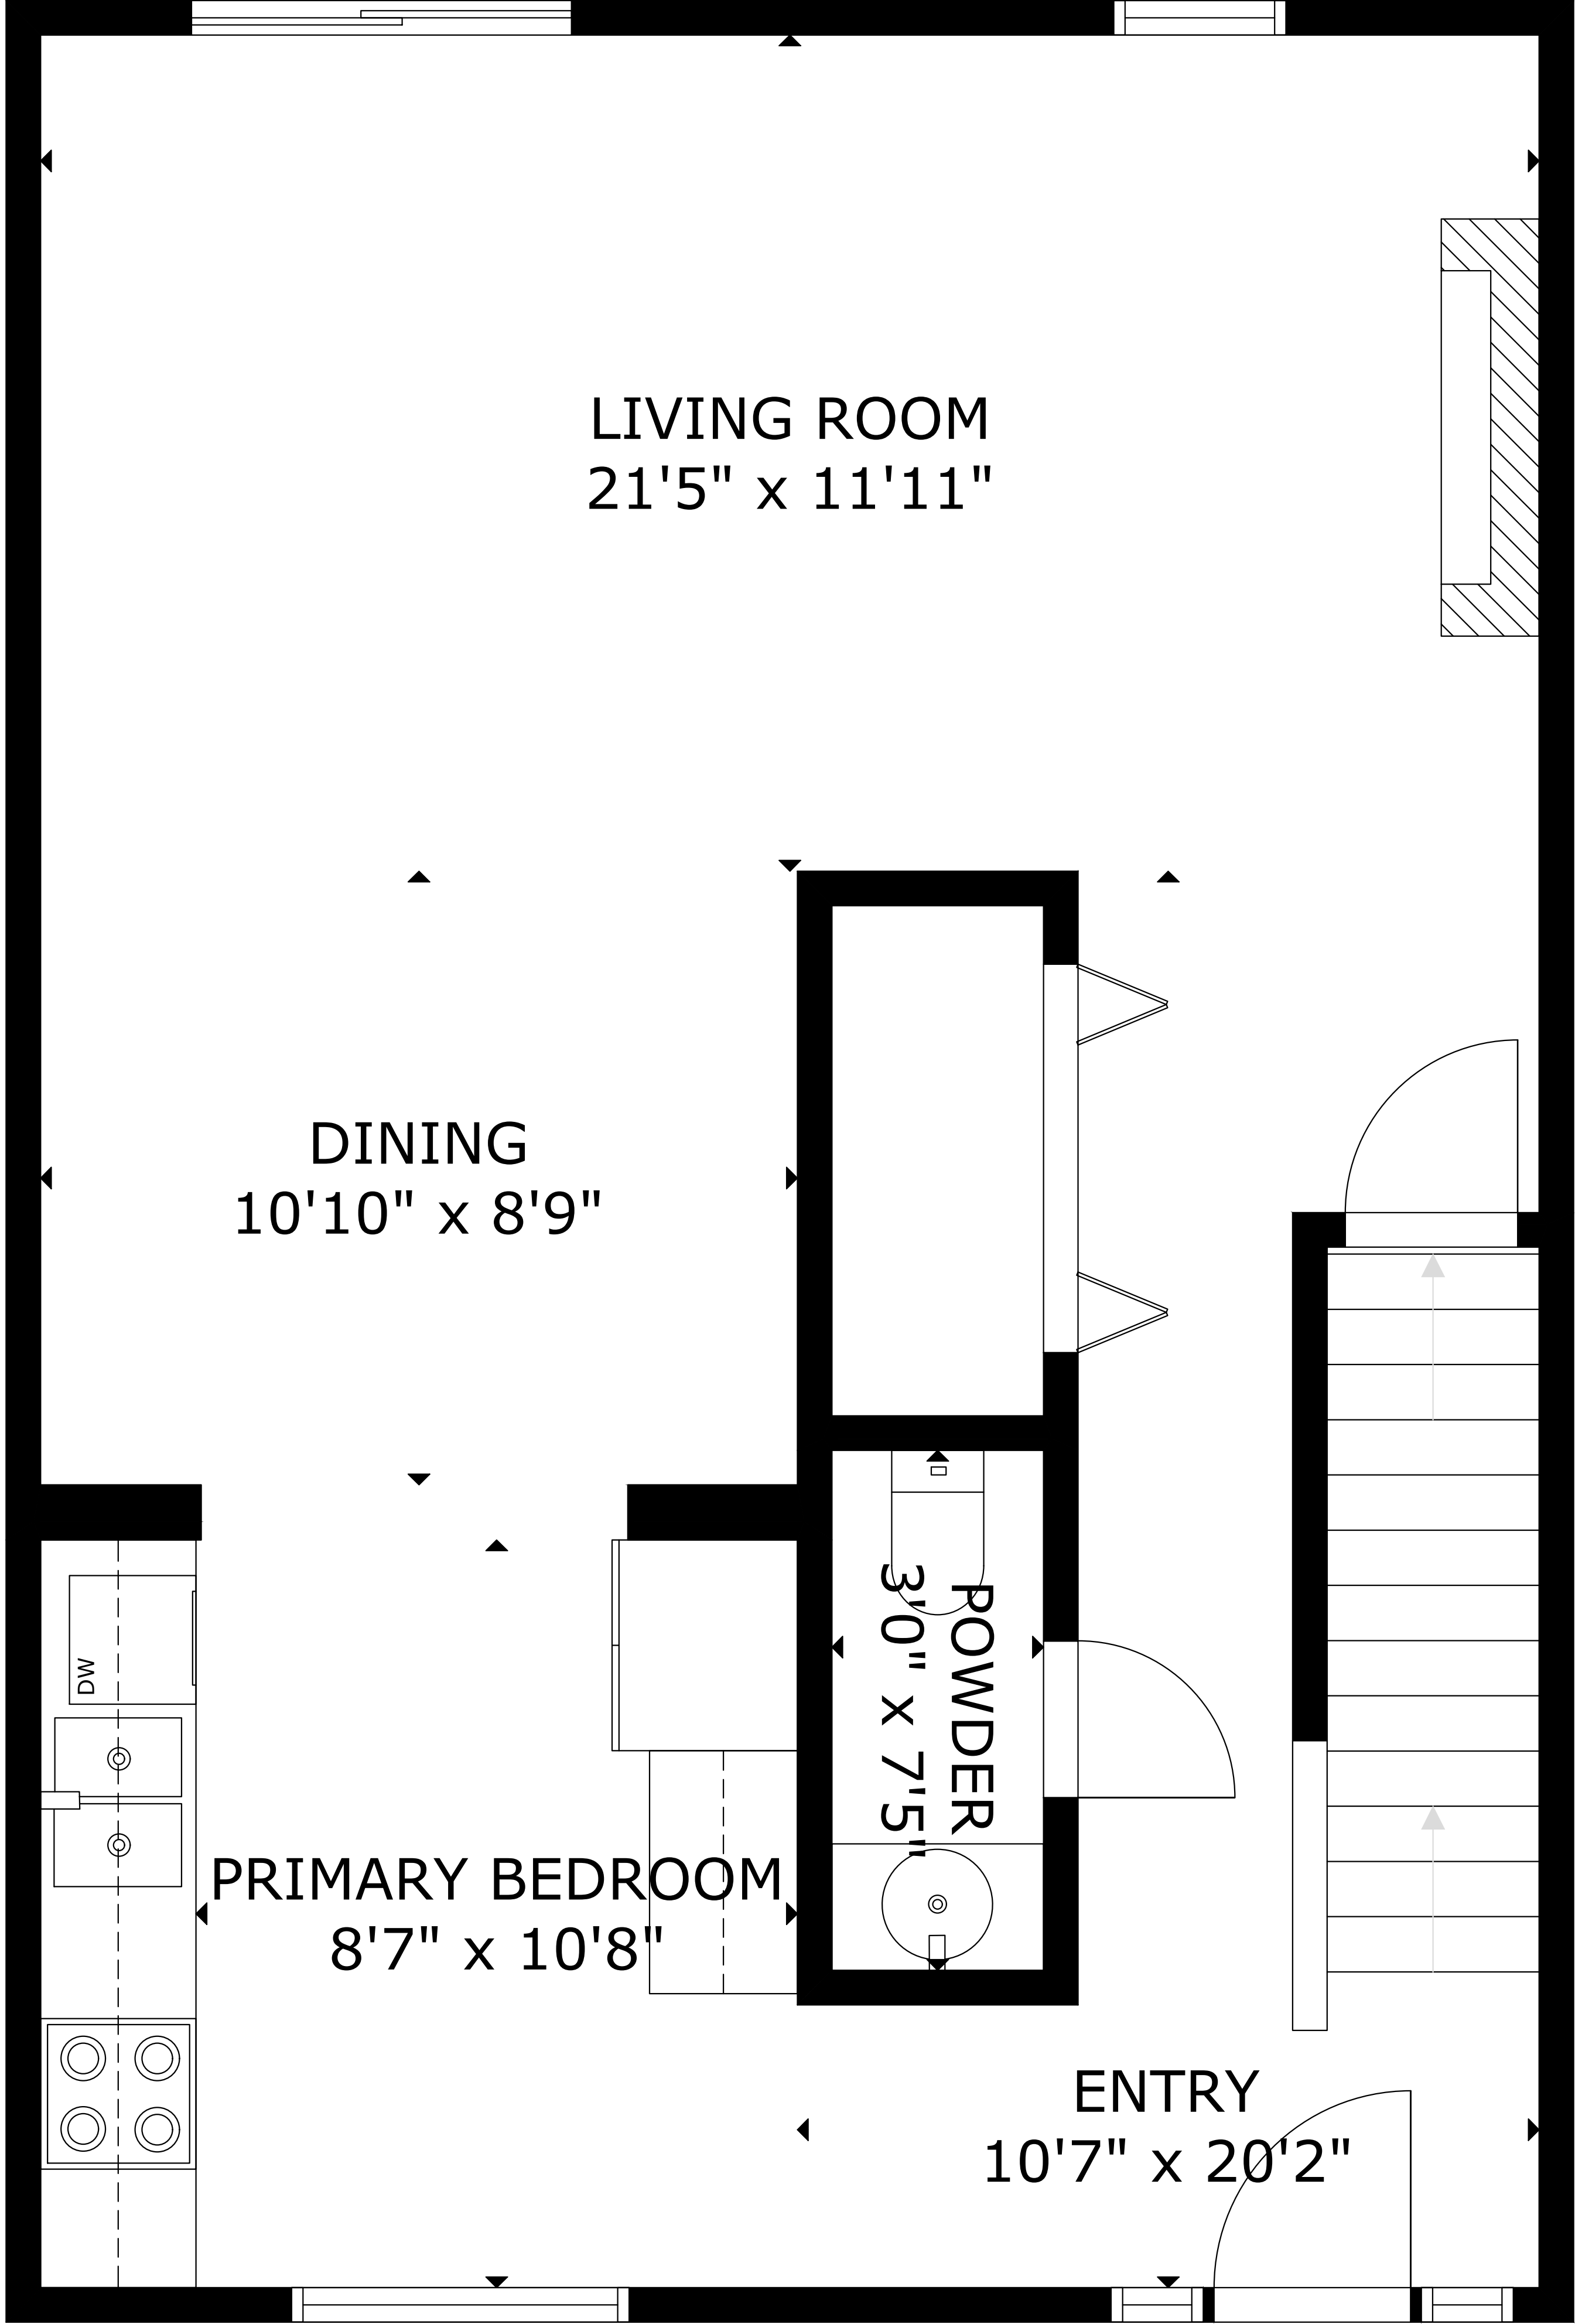 LIVING ROOM
21'5" x 11'11"
DINING
10'10" x 8'9"
DW
POWDER
3'0" x 7'5"
PRIMARY BEDROOM
8'7" x 10'8"
ENTRY
10'7" x 20'2"